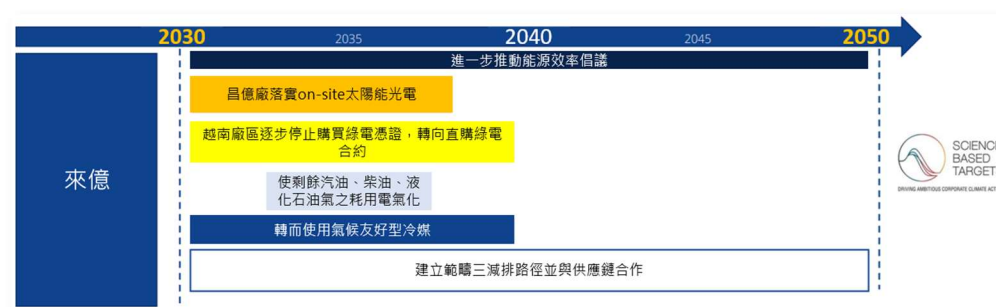 2030 2035 2040 2045 2050
進一步推動能源效率倡議
昌億廠落實on-site太陽能光電
越南廠區逐步停止購買綠電憑證，轉向直購綠電
合約
來億
使剩餘汽油、柴油、液
化石油氣之耗用電氣化
轉而使用氣候友好型冷媒
建立範疇三減排路徑並與供應鏈合作
SCIENC
BASED
TARGET
DRIVING AMBITIOUS CORPORATE CLIMATE ACT